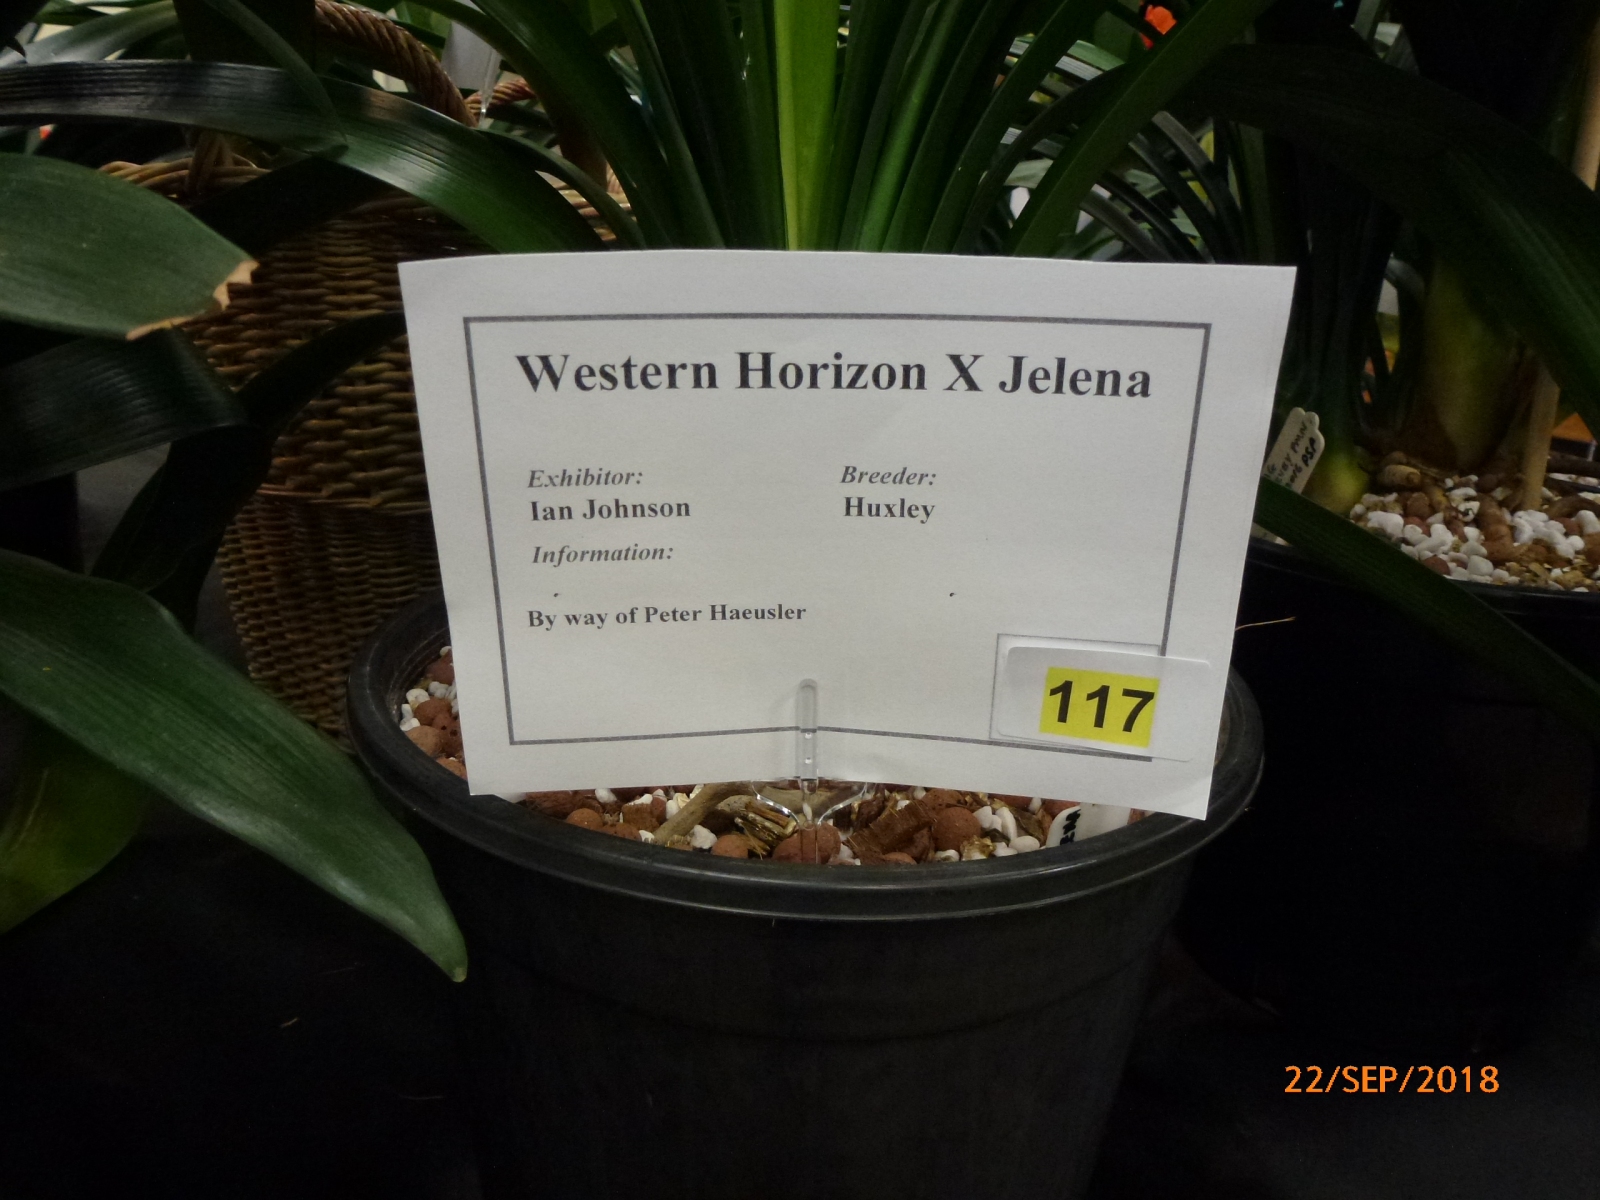 Western Horizon X Jelena
Exhibitor: Breeder:
Ian Johnson Huxley
Information:
By way of Peter Haeusler
117
22/SEP/2018